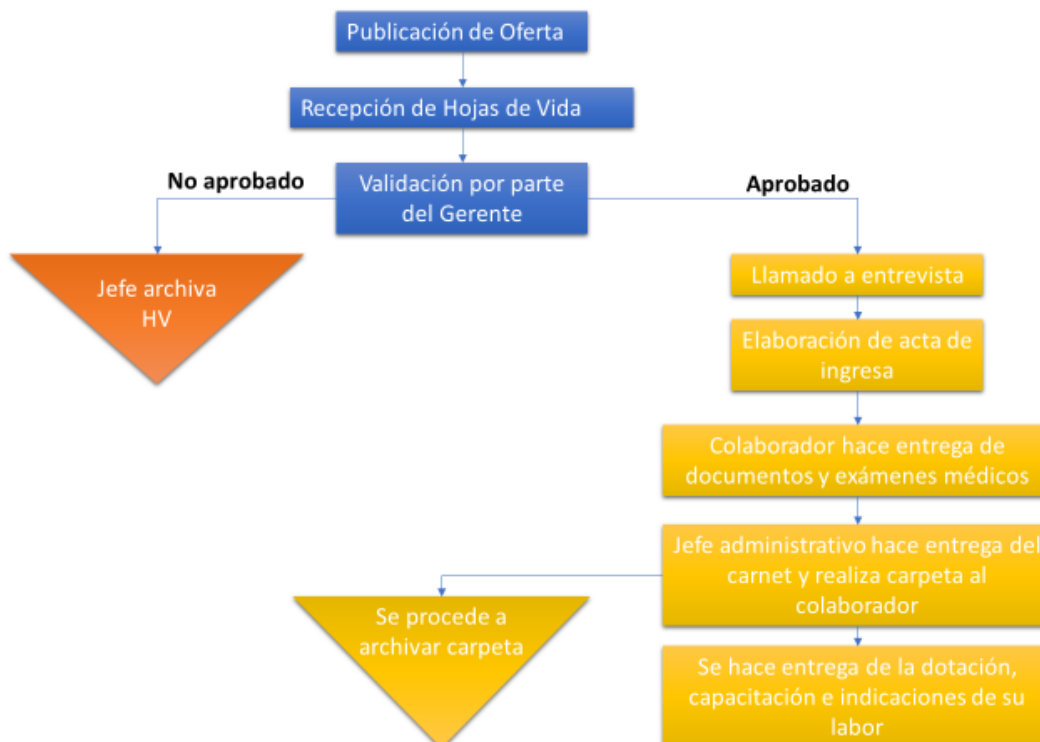 Publicación de Oferta
Recepción de Hojas de Vida
Validación por parte
del Gerente
No aprobado
Aprobado
Jefe archiva
HV
Llamado a entrevista
Elaboración de acta de
ingresa
Colaborador hace entrega de
documentos y exámenes médicos
Jefe administrativo hace entrega del
carnet y realiza carpeta al
colaborador
Se procede a
archivar carpeta
Se hace entrega de la dotación,
capacitación e indicaciones de su
labor